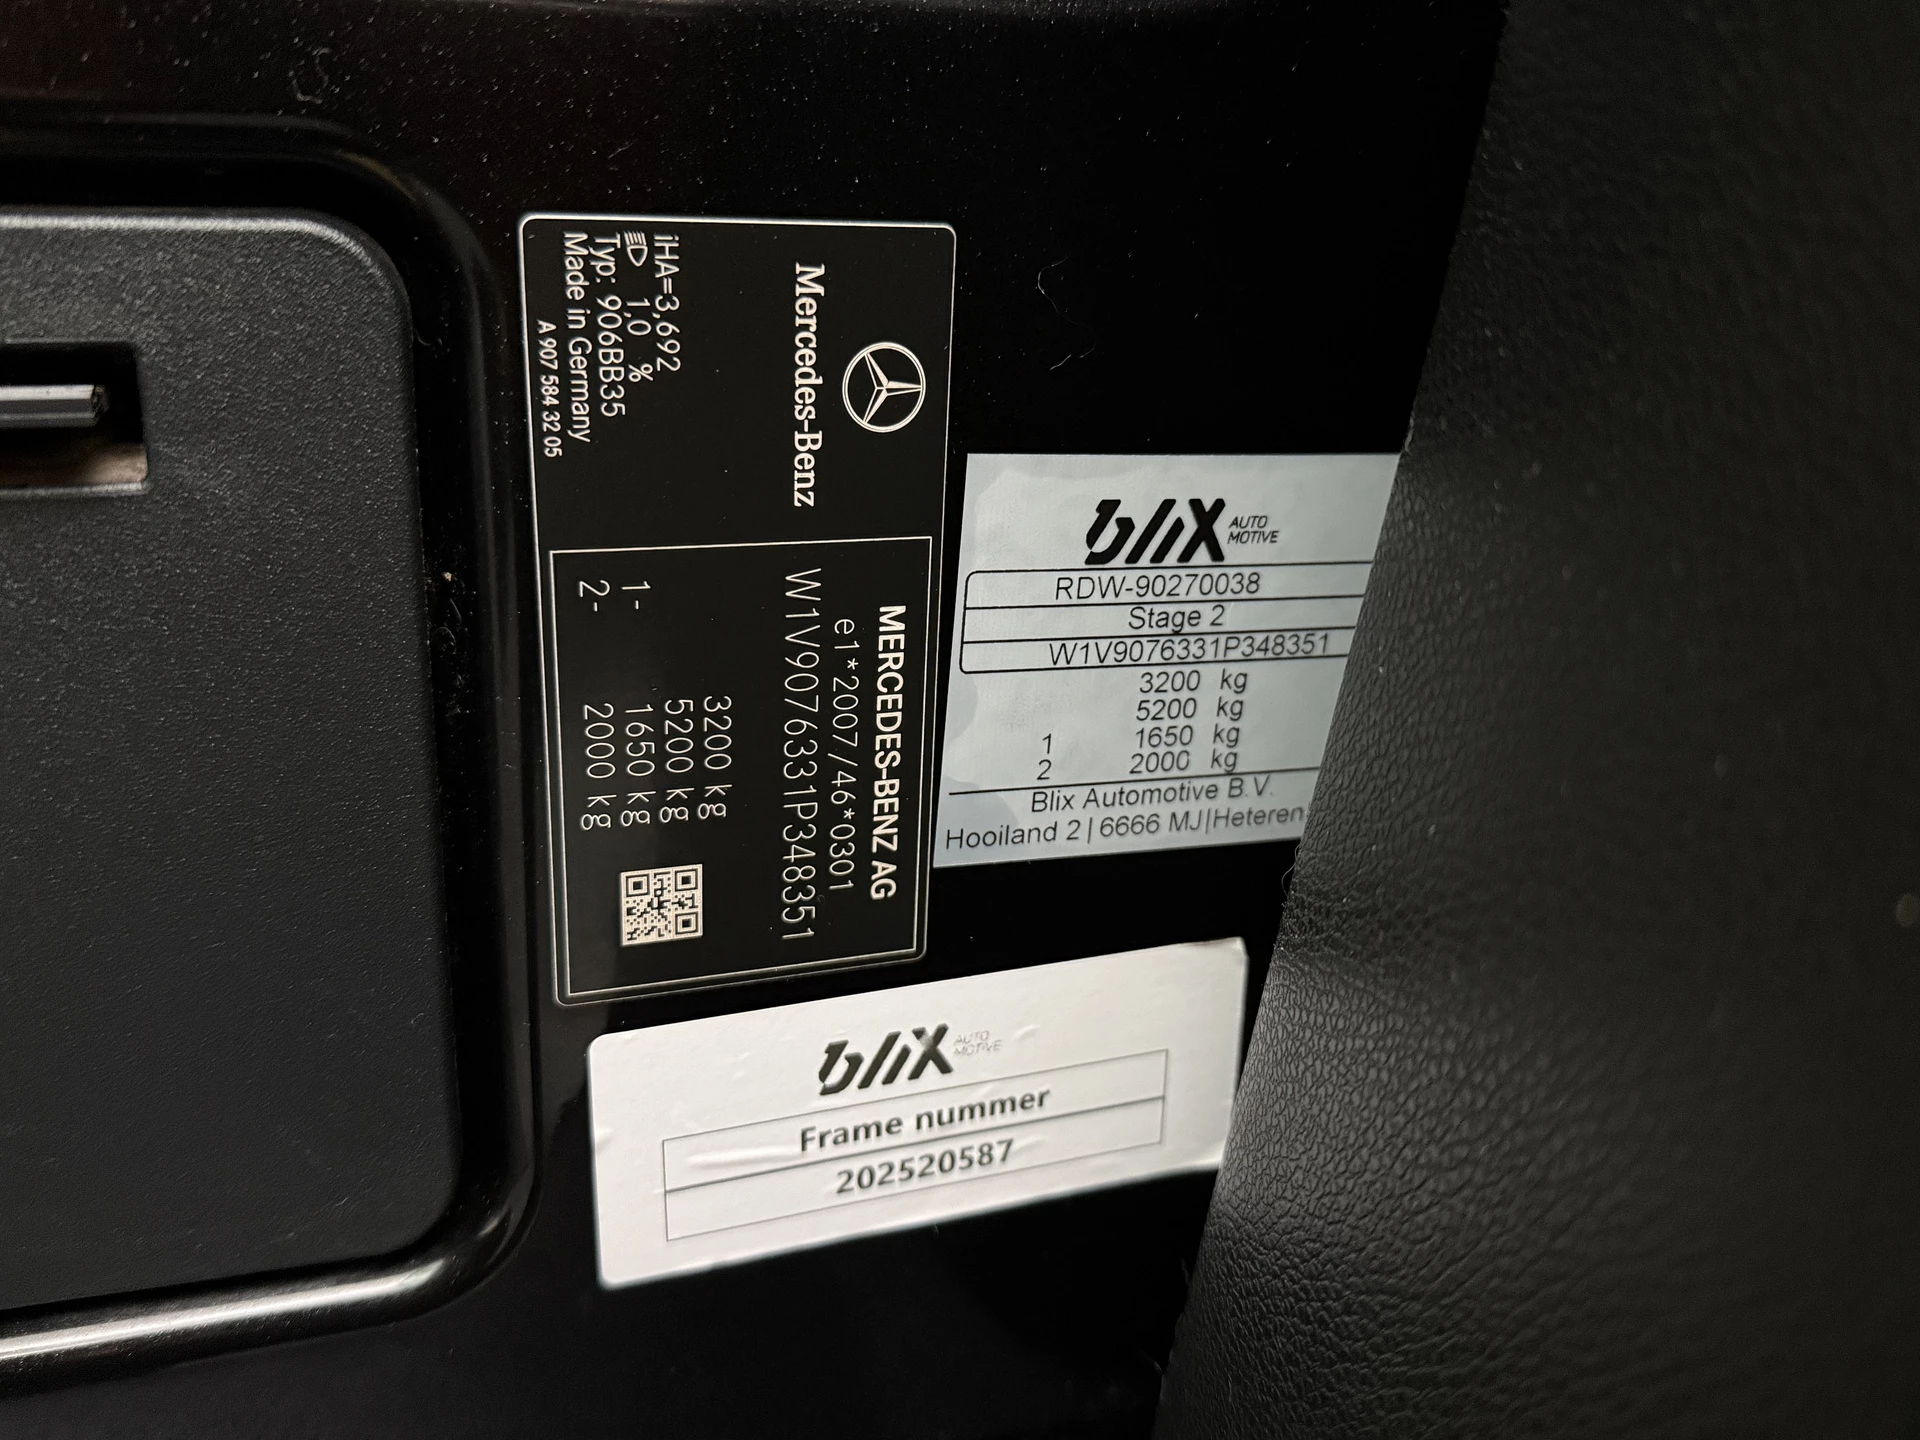 Mercedes-Benz
iHA=3,692
1,0 %
Typ: 906BB35
Made in Germany
A 907 584 32 05
MERCEDES-BENZ AG
e1*2007/46*0301
W1V9076331P348351
3200 kg
5200 kg
1- 1650 kg
2- 2000 kg
blix AUTO
MOTIVE
RDW-90270038
Stage 2
W1V9076331P348351
3200 kg
5200 kg
1 1650 kg
2 2000 kg
Blix Automotive B.V.
Hooiland 2 | 6666 MJ|Heteren
blix AUTO
MOTIVE
Frame nummer
202520587